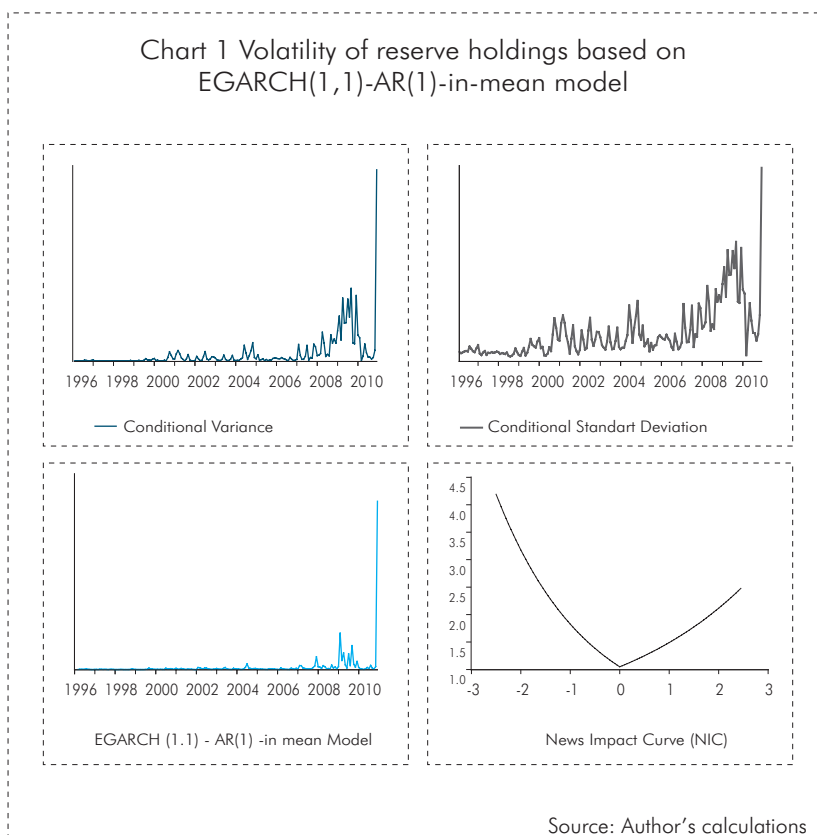 Chart 1 Volatility of reserve holdings based on
EGARCH(1,1)-AR(1)-in-mean model
1996 1998 2000 2002 2004 2006 2008 2010
Conditional Variance
1996 1998 2000 2002 2004 2006 2008 2010
Conditional Standart Deviation
1996 1998 2000 2002 2004 2006 2008 2010
EGARCH (1.1) - AR(1) -in mean Model
4.5
4.0
3.5
3.5
2.5
2.0
1.5
1.0
-3 -2 -1 0 1 2 3
News Impact Curve (NIC)
Source: Author's calculations